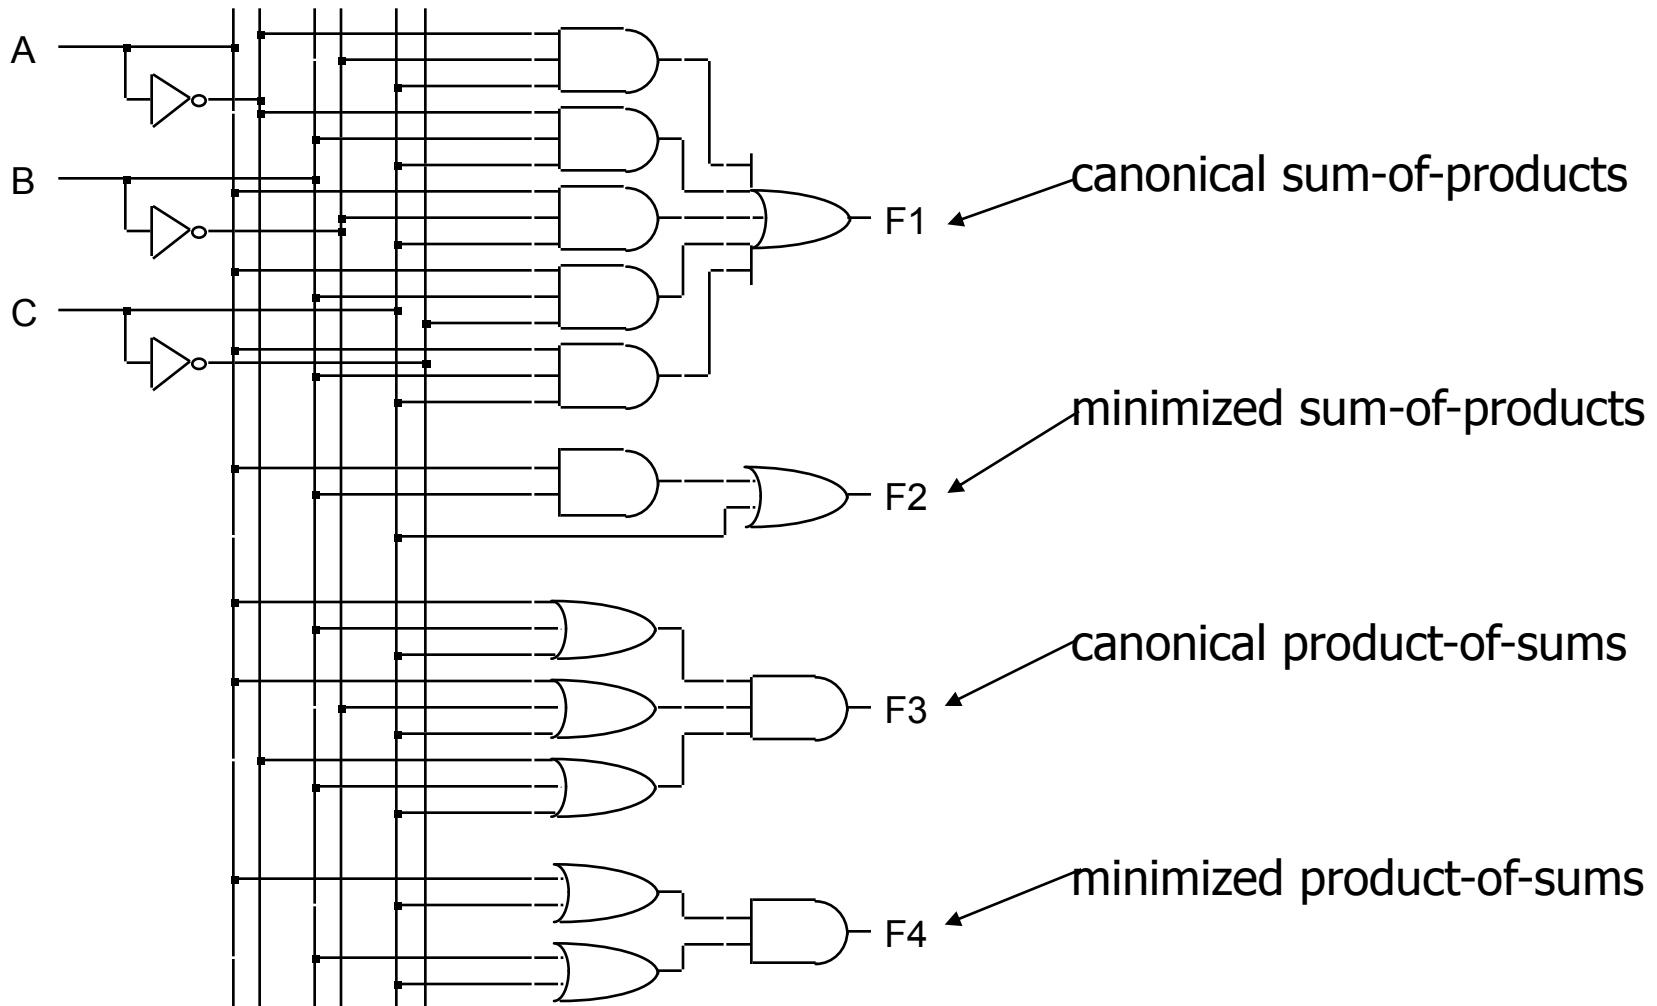 A
B
C
F1
canonical sum-of-products
F2
minimized sum-of-products
F3
canonical product-of-sums
F4
minimized product-of-sums